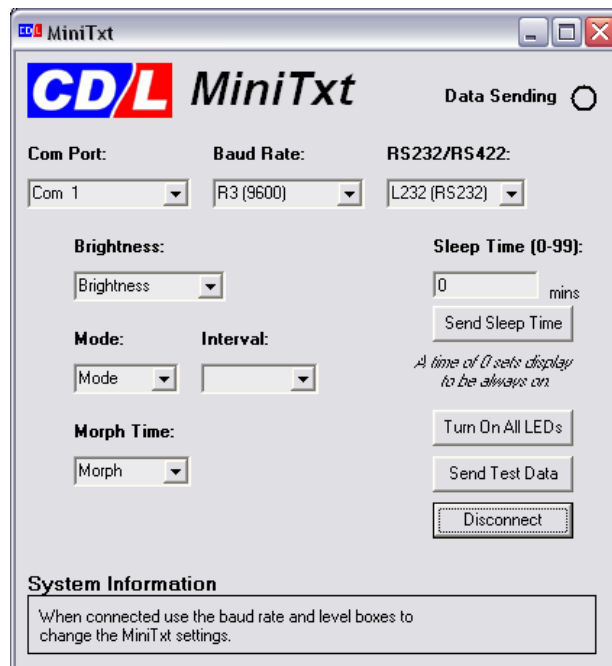 CDL MiniTxt
CD/L MiniTxt
Data Sending
Com Port: Baud Rate: RS232/RS422:
Com 1 R3 (9600) L232 (RS232)
Brightness: Sleep Time (0-99):
Brightness 0 mins
Send Sleep Time
Mode: Interval:
A time of 0 sets display
to be always on
Mode
Morph Time:
Turn On All LEDs
Morph
Send Test Data
Disconnect
System Information
When connected use the baud rate and level boxes to
change the MiniTxt settings.